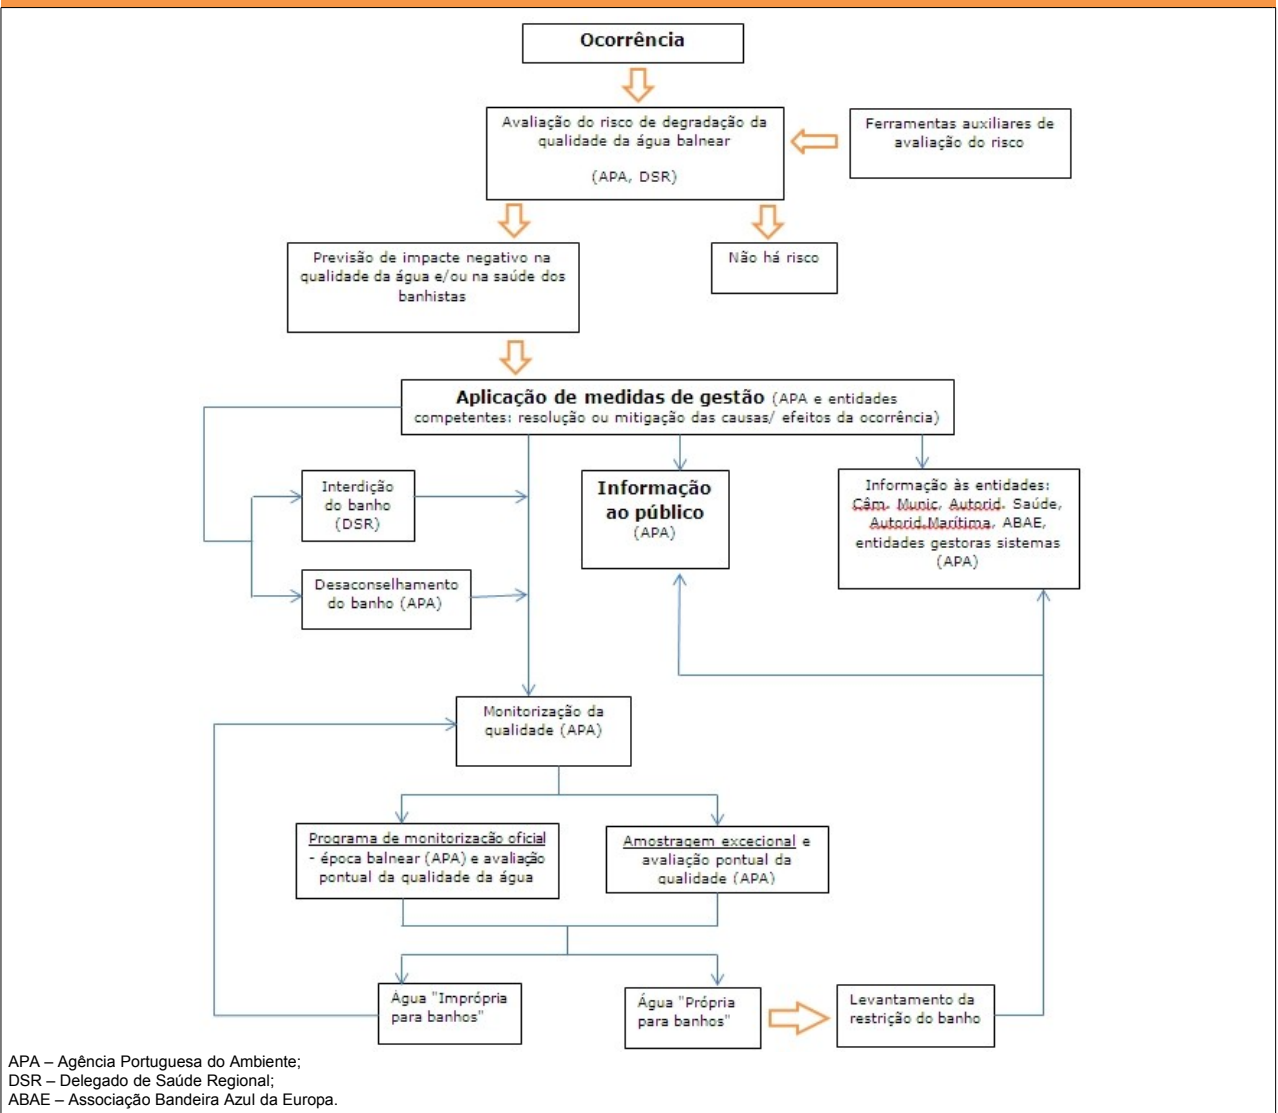 Ocorrência
Avaliação do risco de degradação da
qualidade da água balnear
(APA, DSR)
Ferramentas auxiliares de
avaliação do risco
Previsão de impacte negativo na
qualidade da água e/ou na saúde dos
banhistas
Não há risco
Aplicação de medidas de gestão (APA e entidades
competentes: resolução ou mitigação das causas/ efeitos da ocorrência)
Interdição
do banho
(DSR)
Informação
ao público
(APA)
Informação às entidades:
Câm. Munic, Autorid. Saúde,
Autorid.Marítima, ABAE,
entidades gestoras sistemas
(APA)
Desaconselhamento
do banho (APA)
Monitorização da
qualidade (APA)
Programa de monitorização oficial
- época balnear (APA) e avaliação
pontual da qualidade da água
Amostragem excecional e
avaliação pontual da
qualidade (APA)
Água "Imprópria
para banhos"
Água "Própria
para banhos"
Levantamento da
restrição do banho
APA – Agência Portuguesa do Ambiente;
DSR – Delegado de Saúde Regional;
ABAE – Associação Bandeira Azul da Europa.